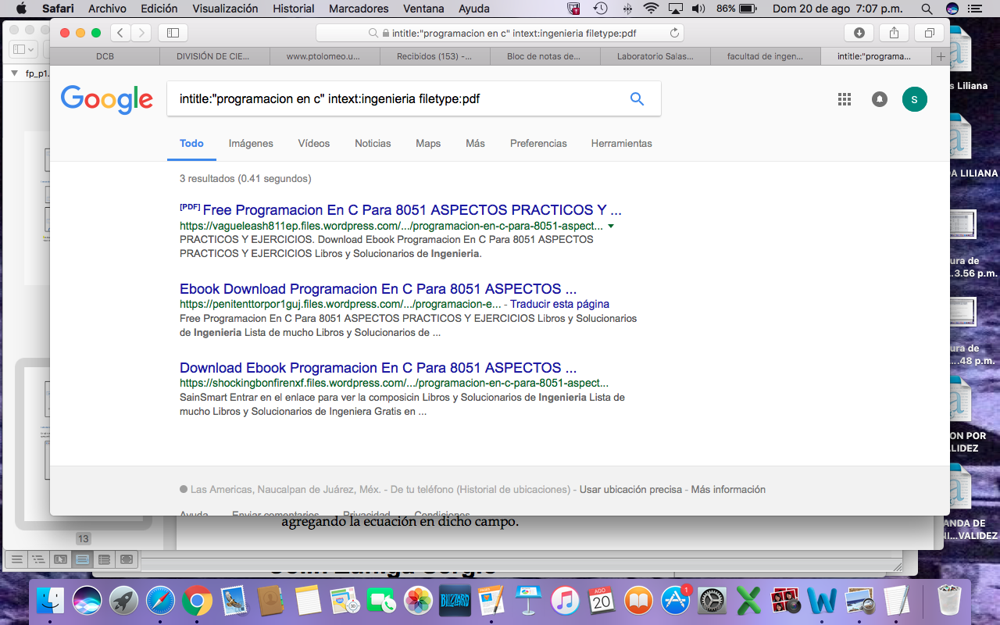 Safari Archivo Edición Visualización Historial Marcadores Ventana Ayuda 86% Dom 20 de ago 7:07 p.m.
intitle:"programacion en c" intext:ingenieria filetype:pdf
DCB DIVISIÓN DE CIE... www.ptolomeo.u... Recibidos (153) -... Bloc de notas de... Laboratorio Salas... facultad de ingen... intitle:"programa...
fp_p1.
Google intitle:"programacion en c" intext:ingenieria filetype:pdf S
Todo Imágenes Vídeos Noticias Maps Más Preferencias Herramientas
3 resultados (0.41 segundos)
[PDF] Free Programacion En C Para 8051 ASPECTOS PRACTICOS Y ...
https://vagueleash811ep.files.wordpress.com/.../programacion-en-c-para-8051-aspect...
PRACTICOS Y EJERCICIOS. Download Ebook Programacion En C Para 8051 ASPECTOS
PRACTICOS Y EJERCICIOS Libros y Solucionarios de Ingenieria.
Ebook Download Programacion En C Para 8051 ASPECTOS ...
https://penitenttorpor1guj.files.wordpress.com/.../programacion-e... - Traducir esta página
Free Programacion En C Para 8051 ASPECTOS PRACTICOS Y EJERCICIOS Libros y Solucionarios
de Ingenieria Lista de mucho Libros y Solucionarios de ...
Download Ebook Programacion En C Para 8051 ASPECTOS ...
https://shockingbonfirenxf.files.wordpress.com/.../programacion-en-c-para-8051-aspect...
SainSmart Entrar en el enlace para ver la composicin Libros y Solucionarios de Ingenieria Lista de
mucho Libros y Solucionarios de Ingeniera Gratis en ...
Las Americas, Naucalpan de Juárez, Méx. - De tu teléfono (Historial de ubicaciones) - Usar ubicación precisa - Más información
Ayuda Enviar comentarios Privacidad Condiciones
agregando la ecuación en dicho campo.
13
s Liliana
DA LILIANA
ura de
...3.56 p.m.
ura de
...48 p.m.
ON POR
LIDEZ
ANDA DE
NI...VALIDEZ
BLIZZARD
AGO
20
1